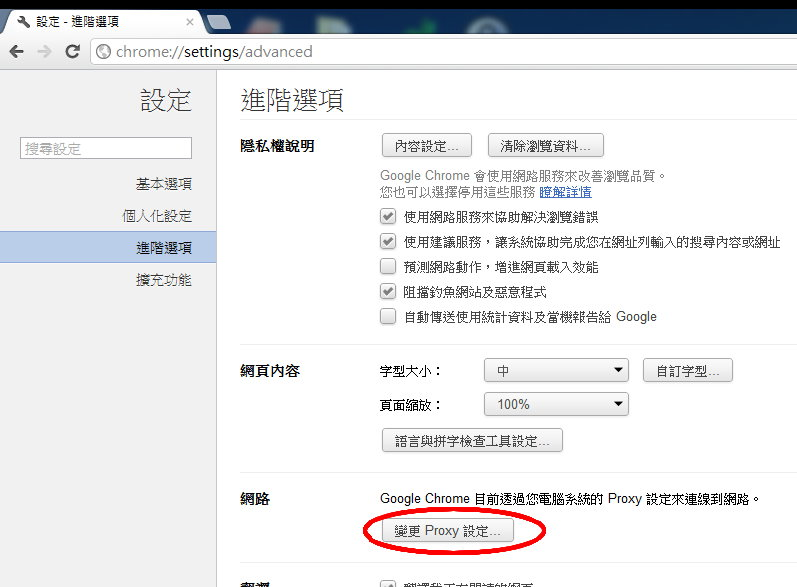 設定 - 進階選項
chrome://settings/advanced
設定
搜尋設定
基本選項
個人化設定
進階選項
擴充功能
進階選項
隱私權說明
內容設定... 清除瀏覽資料...
Google Chrome 會使用網路服務來改善瀏覽品質。
您也可以選擇停用這些服務 瞭解詳情
使用網路服務來協助解決瀏覽錯誤
使用建議服務，讓系統協助完成您在網址列輸入的搜尋內容或網址
預測網路動作，增進網頁載入效能
阻擋釣魚網站及惡意程式
自動傳送使用統計資料及當機報告給 Google
網頁內容 字型大小： 中 自訂字型...
頁面縮放： 100%
語言與拼字檢查工具設定...
網路 Google Chrome 目前透過您電腦系統的 Proxy 設定來連線到網路。
變更 Proxy 設定...